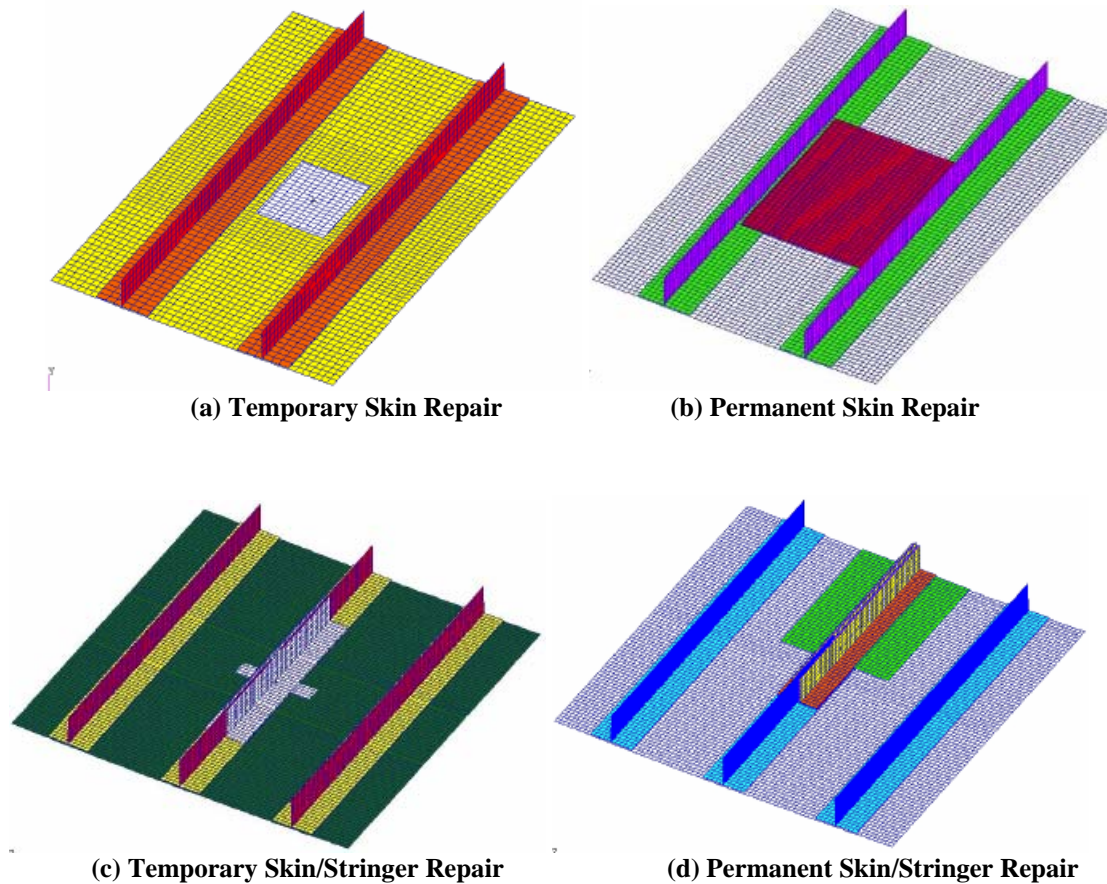 (a) Temporary Skin Repair
(b) Permanent Skin Repair
(c) Temporary Skin/Stringer Repair
(d) Permanent Skin/Stringer Repair